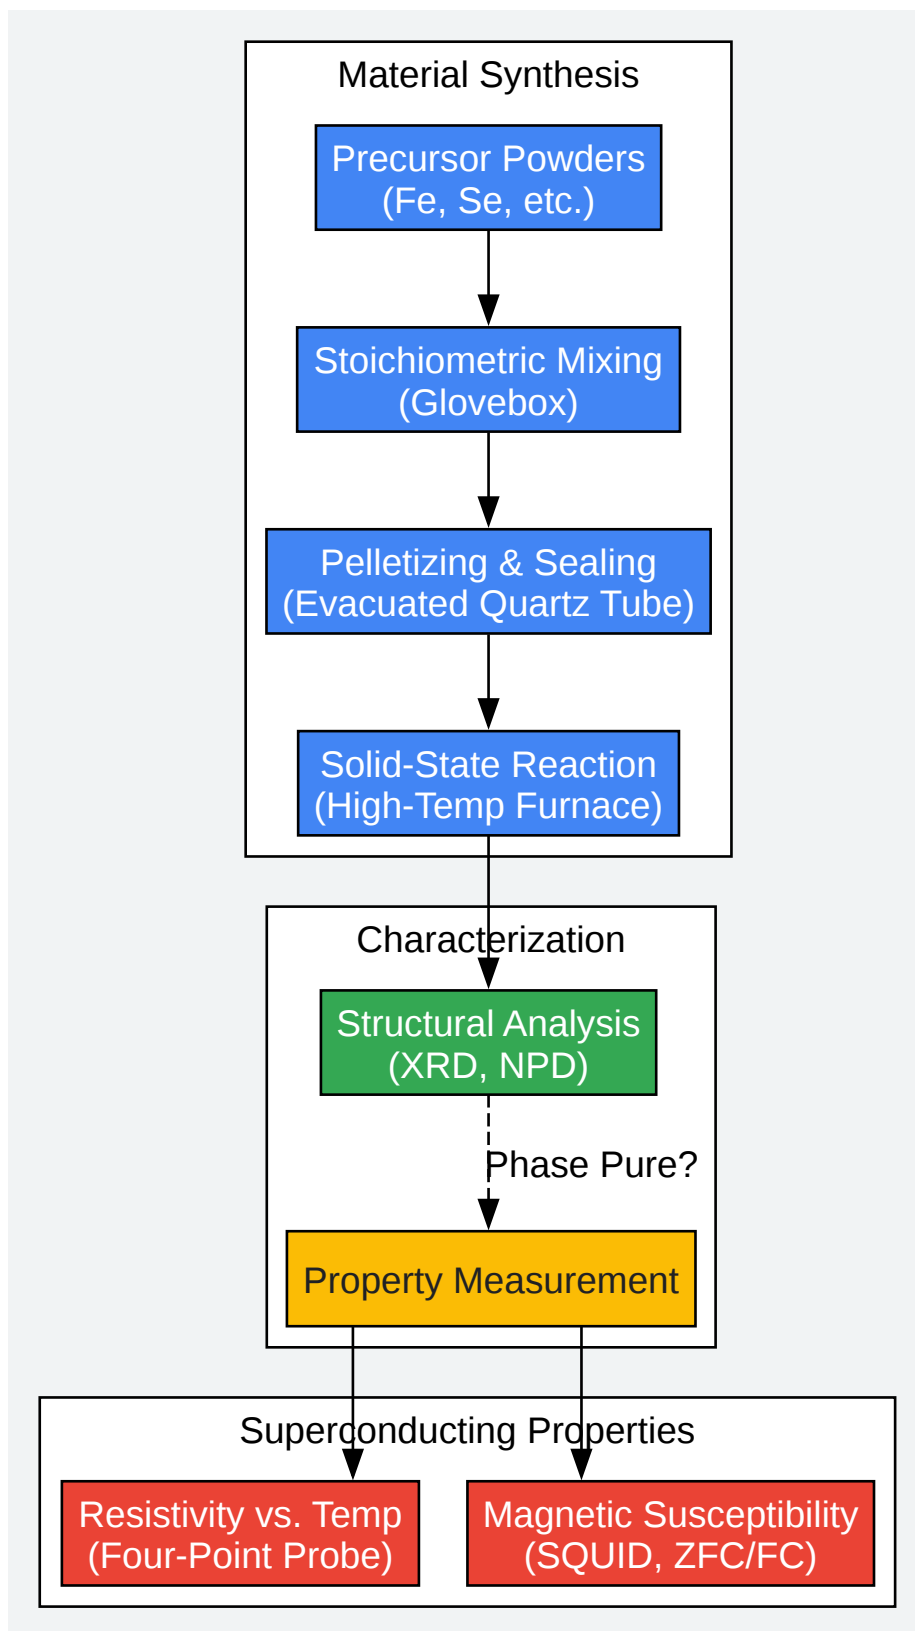 Material Synthesis
Precursor Powders
(Fe, Se, etc.)
Stoichiometric Mixing
(Glovebox)
Pelletizing & Sealing
(Evacuated Quartz Tube)
Solid-State Reaction
(High-Temp Furnace)
Characterization
Structural Analysis
(XRD, NPD)
Phase Pure?
Property Measurement
Superconducting Properties
Resistivity vs. Temp
(Four-Point Probe)
Magnetic Susceptibility
(SQUID, ZFC/FC)